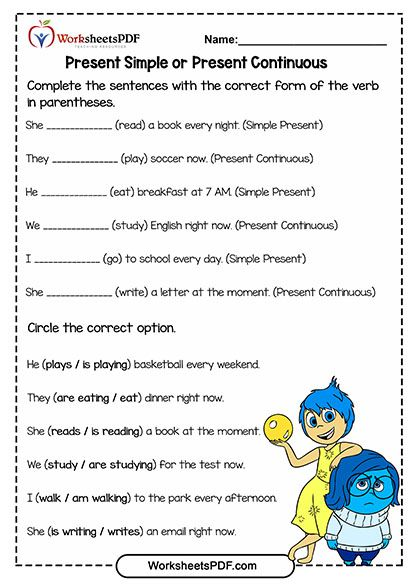 WorksheetsPDF
TEACHING RESOURCES
Name:
Present Simple or Present Continuous
Complete the sentences with the correct form of the verb
in parentheses.
She _____________ (read) a book every night. (Simple Present)
They _____________ (play) soccer now. (Present Continuous)
He _____________ (eat) breakfast at 7 AM. (Simple Present)
We _____________ (study) English right now. (Present Continuous)
I _____________ (go) to school every day. (Simple Present)
She _____________ (write) a letter at the moment. (Present Continuous)
Circle the correct option.
He (plays / is playing) basketball every weekend.
They (are eating / eat) dinner right now.
She (reads / is reading) a book at the moment.
We (study / are studying) for the test now.
I (walk / am walking) to the park every afternoon.
She (is writing / writes) an email right now.
WorksheetsPDF.com